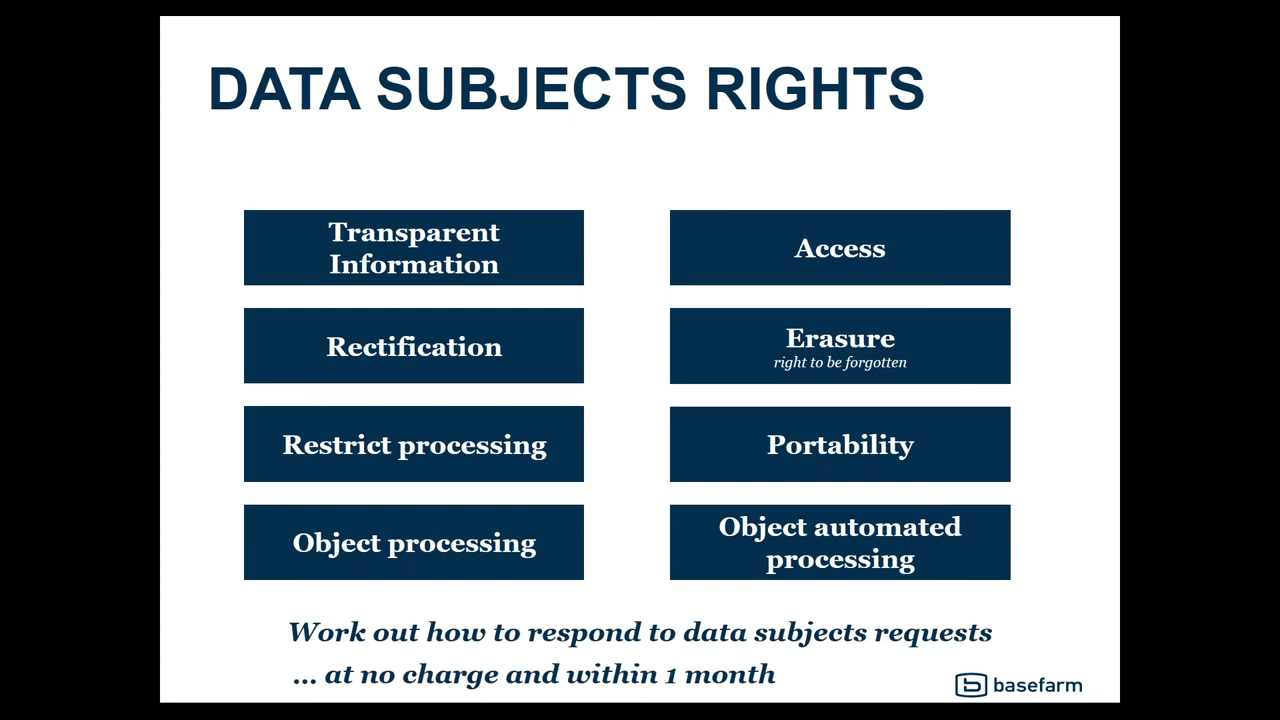 DATA SUBJECTS RIGHTS
Transparent
Information
Access
Rectification
Erasure
right to be forgotten
Restrict processing
Portability
Object processing
Object automated
processing
Work out how to respond to data subjects requests
... at no charge and within 1 month
basefarm